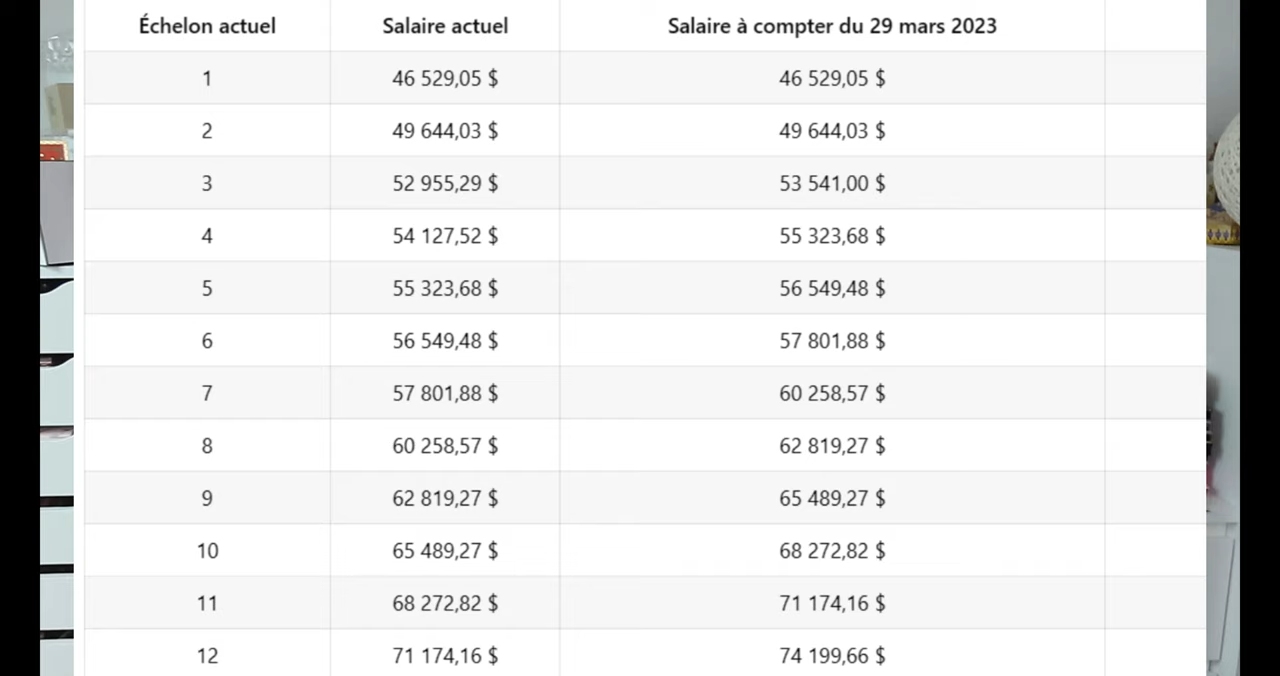 Échelon actuel Salaire actuel Salaire à compter du 29 mars 2023
1 46 529,05 $ 46 529,05 $
2 49 644,03 $ 49 644,03 $
3 52 955,29 $ 53 541,00 $
4 54 127,52 $ 55 323,68 $
5 55 323,68 $ 56 549,48 $
6 56 549,48 $ 57 801,88 $
7 57 801,88 $ 60 258,57 $
8 60 258,57 $ 62 819,27 $
9 62 819,27 $ 65 489,27 $
10 65 489,27 $ 68 272,82 $
11 68 272,82 $ 71 174,16 $
12 71 174,16 $ 74 199,66 $